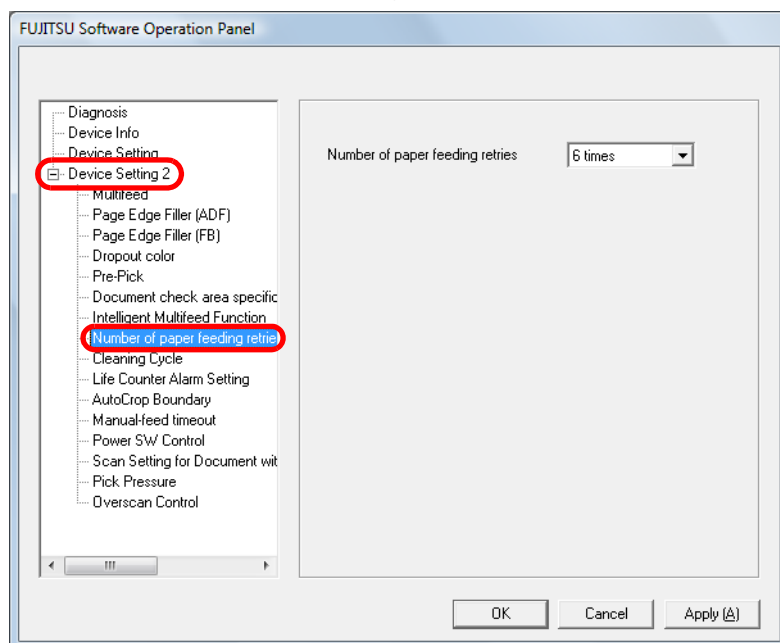 FUJITSU Software Operation Panel
Diagnosis
Device Info
Device Setting
Device Setting 2
Multifeed
Page Edge Filler (ADF)
Page Edge Filler (FB)
Dropout color
Pre-Pick
Document check area specific
Intelligent Multifeed Function
Number of paper feeding retrie
Cleaning Cycle
Life Counter Alarm Setting
AutoCrop Boundary
Manual-feed timeout
Power SW Control
Scan Setting for Document wit
Pick Pressure
Overscan Control
Number of paper feeding retries 6 times
OK Cancel Apply (A)